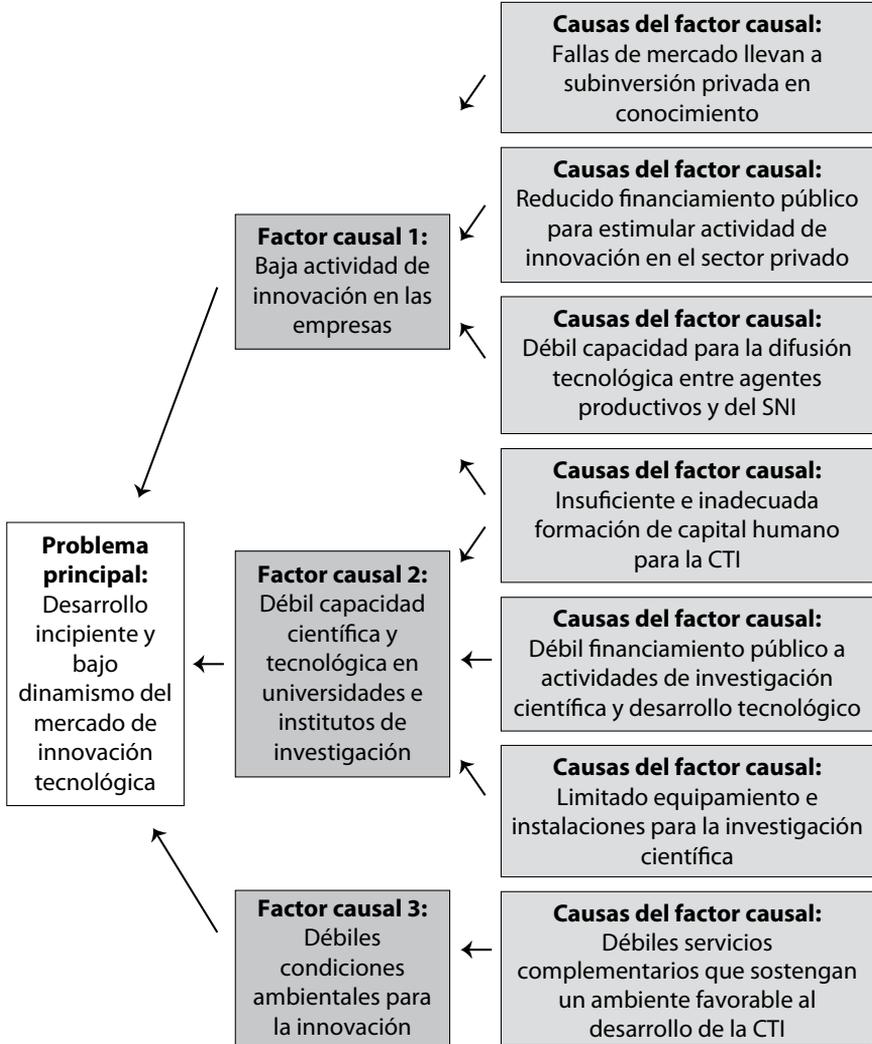 Problema
principal:
Desarrollo
incipiente y
bajo
dinamismo del
mercado de
innovación
tecnológica
Factor causal 1:
Baja actividad de
innovación en las
empresas
Factor causal 2:
Débil capacidad
científica y
tecnológica en
universidades e
institutos de
investigación
Factor causal 3:
Débiles
condiciones
ambientales para
la innovación
Causas del factor causal:
Fallas de mercado llevan a
subinversión privada en
conocimiento
Causas del factor causal:
Reducido financiamiento público
para estimular actividad de
innovación en el sector privado
Causas del factor causal:
Débil capacidad para la difusión
tecnológica entre agentes
productivos y del SNI
Causas del factor causal:
Insuficiente e inadecuada
formación de capital humano
para la CTI
Causas del factor causal:
Débil financiamiento público a
actividades de investigación
científica y desarrollo tecnológico
Causas del factor causal:
Limitado equipamiento e
instalaciones para la investigación
científica
Causas del factor causal:
Débiles servicios
complementarios que sostengan
un ambiente favorable al
desarrollo de la CTI